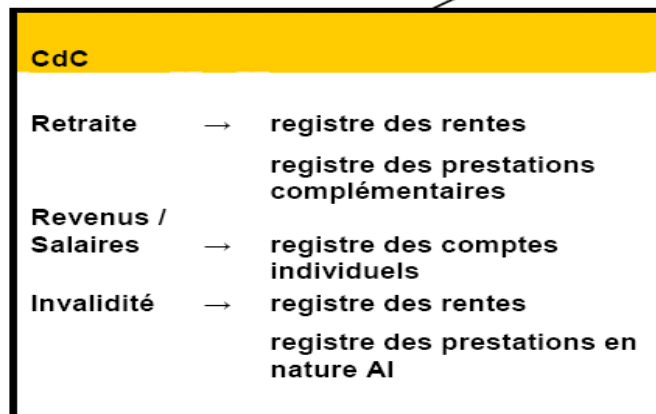 CdC
Retraite → registre des rentes
registre des prestations
complémentaires
Revenus /
Salaires → registre des comptes
individuels
Invalidité → registre des rentes
registre des prestations en
nature AI